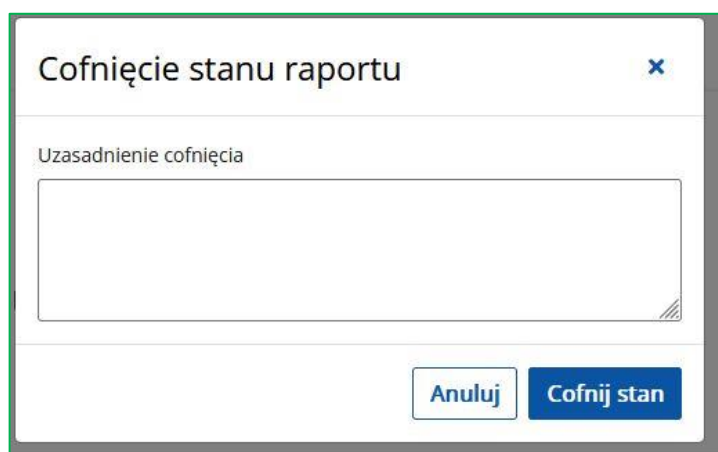 Cofnięcie stanu raportu
Uzasadnienie cofnięcia
Anuluj
Cofnij stan